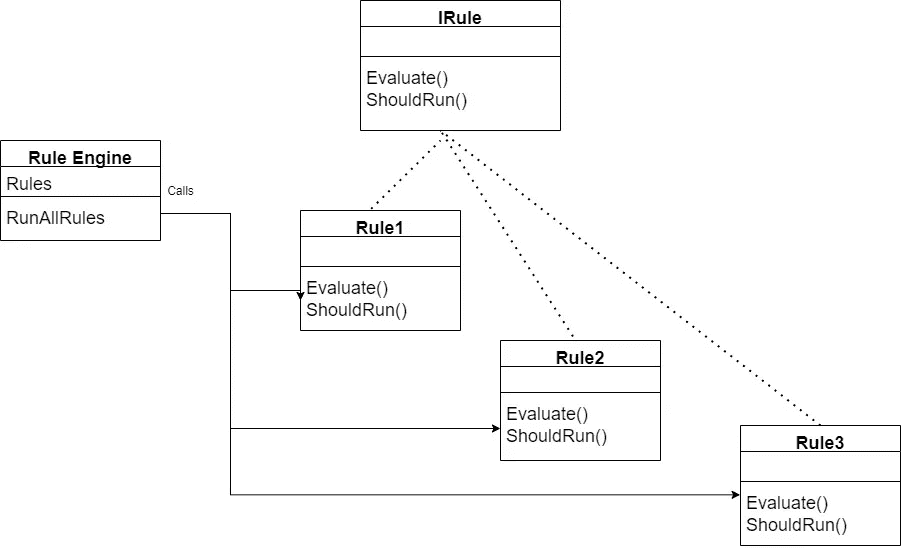 IRule
Evaluate()
ShouldRun()
Rule Engine
Rules
RunAllRules
Calls
Rule1
Evaluate()
ShouldRun()
Rule2
Evaluate()
ShouldRun()
Rule3
Evaluate()
ShouldRun()